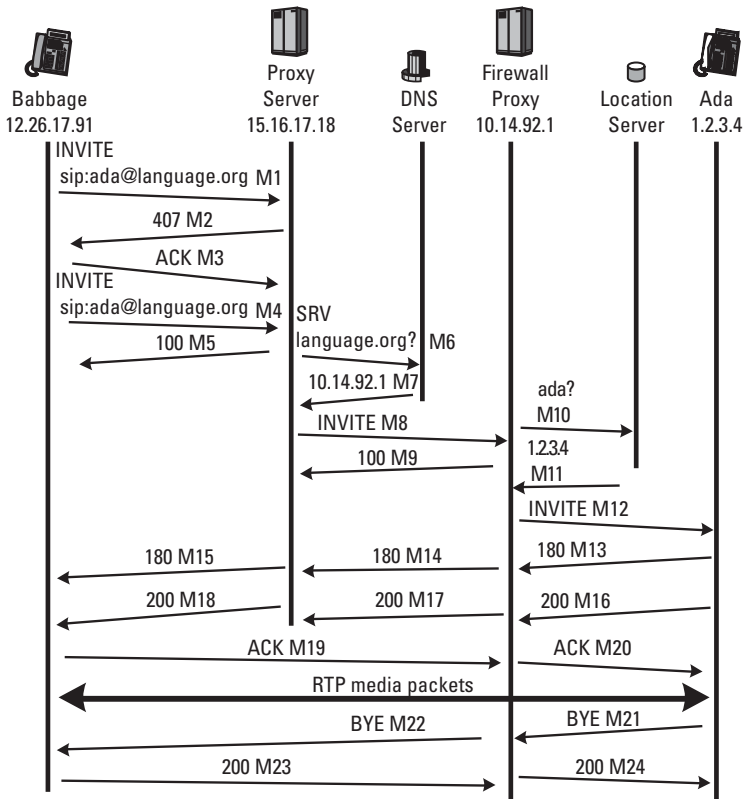 Babbage
12.26.17.91
Proxy
Server
15.16.17.18
DNS
Server
Firewall
Proxy
10.14.92.1
Location
Server
Ada
1.2.3.4
INVITE
sip:ada@language.org M1
407 M2
ACK M3
INVITE
sip:ada@language.org M4
100 M5
SRV
language.org? M6
10.14.92.1 M7
INVITE M8
100 M9
ada?
M10
1.2.3.4
M11
INVITE M12
180 M15
180 M14
180 M13
200 M18
200 M17
200 M16
ACK M19
ACK M20
RTP media packets
BYE M22
BYE M21
200 M23
200 M24